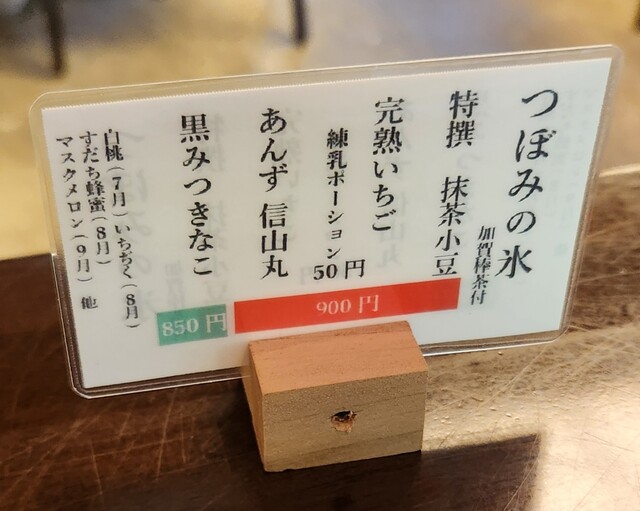 つぼみの氷
加賀棒茶付
特撰　抹茶小豆
完熟いちご
練乳ポーション50円
あんず 信山丸
900円
黒みつきなこ
850円
白桃(7月)いちぢく(8月)
すだち蜂蜜(8月)
マスクメロン(9月) 他